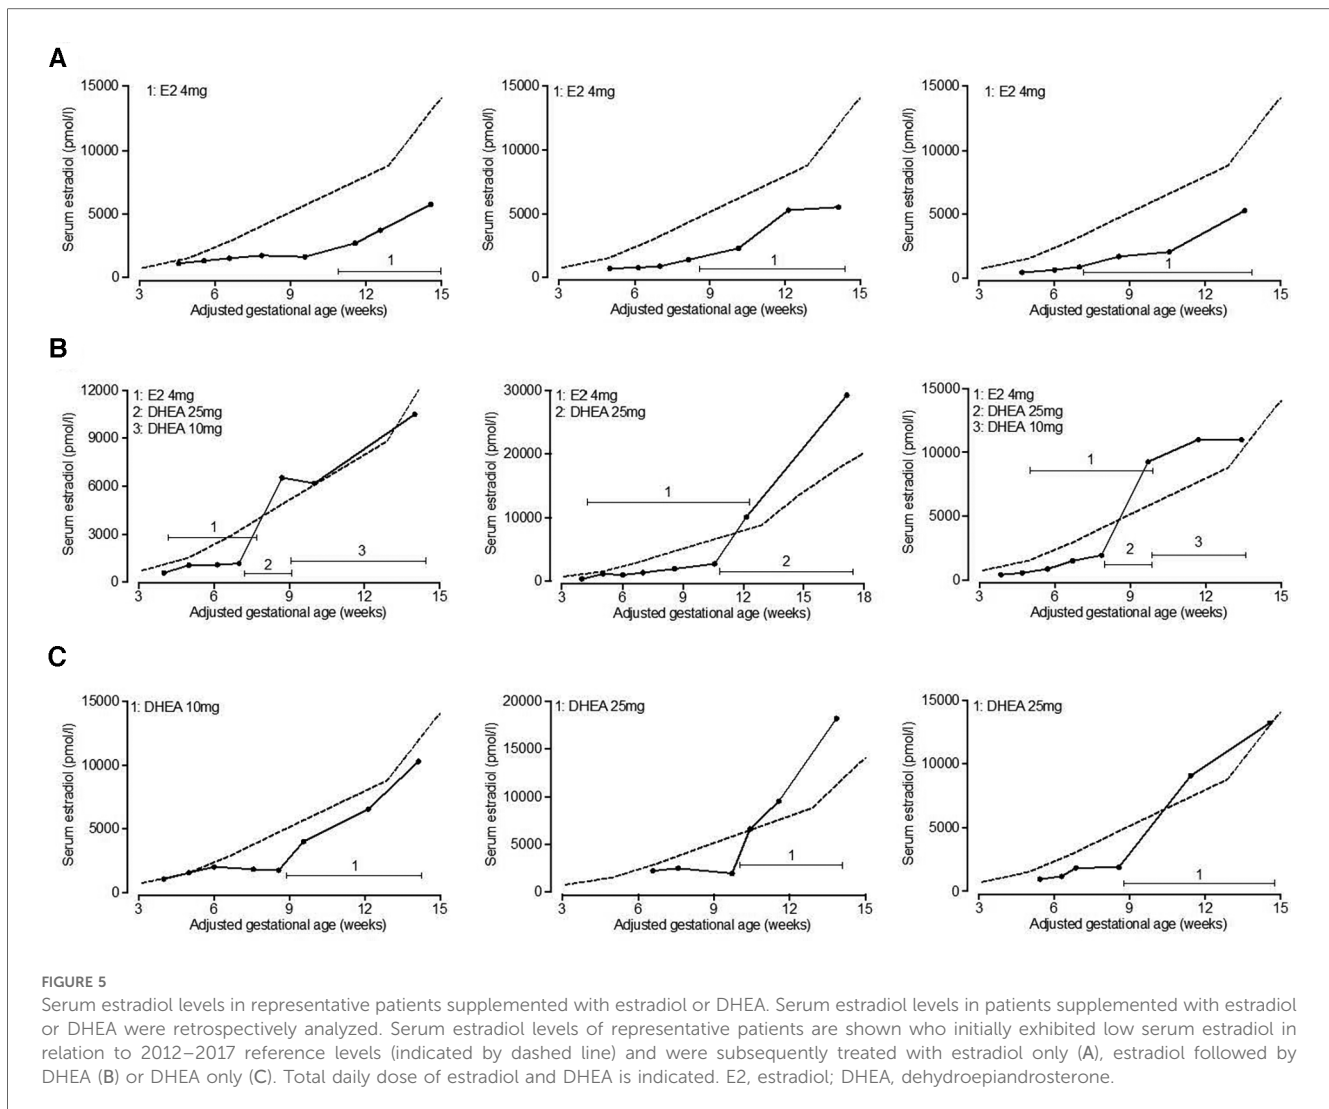 A
1: E2 4mg
15000
10000
5000
0
Serum estradiol (pmol/l)
1
3 6 9 12 15
Adjusted gestational age (weeks)
1: E2 4mg
15000
10000
5000
0
Serum estradiol (pmol/l)
1
3 6 9 12 15
Adjusted gestational age (weeks)
1: E2 4mg
15000
10000
5000
0
Serum estradiol (pmol/l)
1
3 6 9 12 15
Adjusted gestational age (weeks)
B
1: E2 4mg
2: DHEA 25mg
3: DHEA 10mg
12000
9000
6000
3000
0
Serum estradiol (pmol/l)
1
2
3
3 6 9 12 15
Adjusted gestational age (weeks)
1: E2 4mg
2: DHEA 25mg
30000
20000
10000
0
Serum estradiol (pmol/l)
1
2
3 6 9 12 15 18
Adjusted gestational age (weeks)
1: E2 4mg
2: DHEA 25mg
3: DHEA 10mg
15000
10000
5000
0
Serum estradiol (pmol/l)
1
2
3
3 6 9 12 15
Adjusted gestational age (weeks)
C
1: DHEA 10mg
15000
10000
5000
0
Serum estradiol (pmol/l)
1
3 6 9 12 15
Adjusted gestational age (weeks)
1: DHEA 25mg
20000
15000
10000
5000
0
Serum estradiol (pmol/l)
1
3 6 9 12 15
Adjusted gestational age (weeks)
1: DHEA 25mg
15000
10000
5000
0
Serum estradiol (pmol/l)
1
3 6 9 12 15
Adjusted gestational age (weeks)
FIGURE 5
Serum estradiol levels in representative patients supplemented with estradiol or DHEA. Serum estradiol levels in patients supplemented with estradiol
or DHEA were retrospectively analyzed. Serum estradiol levels of representative patients are shown who initially exhibited low serum estradiol in
relation to 2012–2017 reference levels (indicated by dashed line) and were subsequently treated with estradiol only (A), estradiol followed by
DHEA (B) or DHEA only (C). Total daily dose of estradiol and DHEA is indicated. E2, estradiol; DHEA, dehydroepiandrosterone.